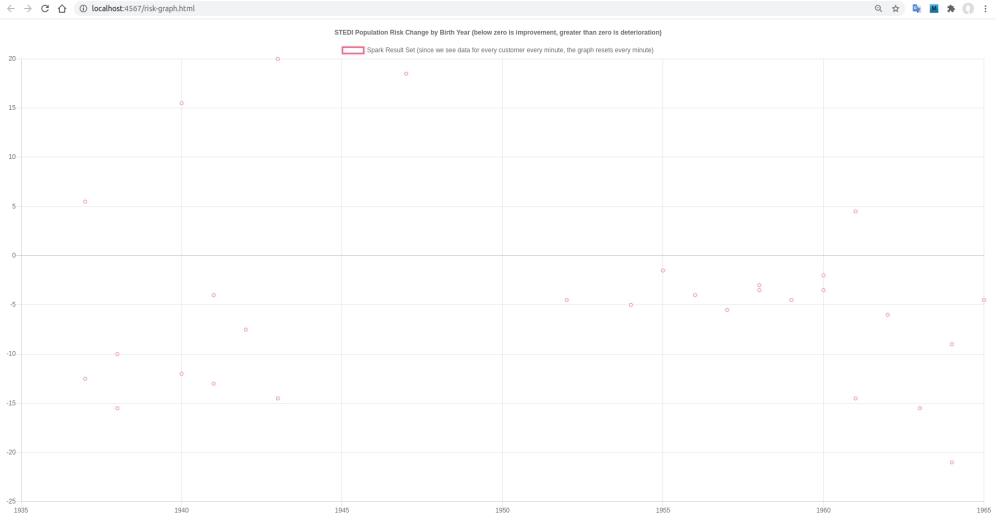 localhost:4567/risk-graph.html
STEDI Population Risk Change by Birth Year (below zero is improvement, greater than zero is deterioration)
Spark Result Set (since we see data for every customer every minute, the graph resets every minute)
20
15
10
5
0
-5
-10
-15
-20
-25
1935 1940 1945 1950 1955 1960 1965